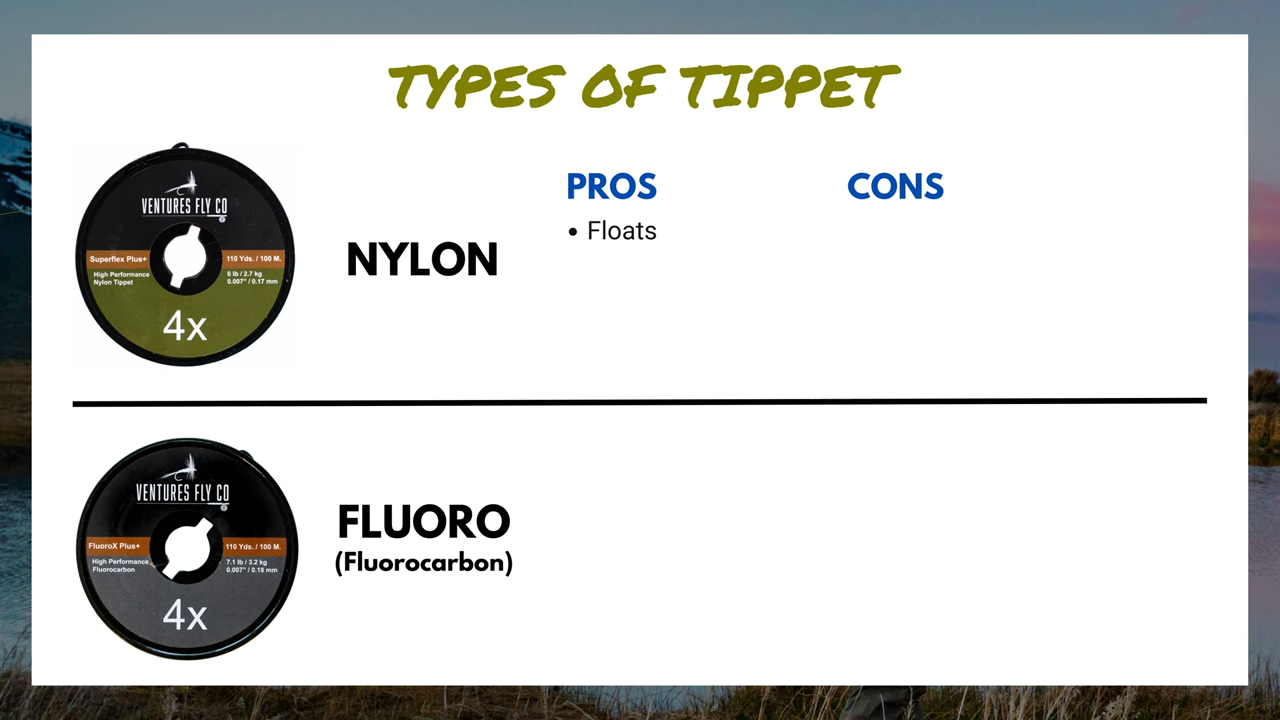 TYPES OF TIPPET
PROS
CONS
• Floats
NYLON
VENTURES FLY CO
Superflex Plus+
110 Yds. / 100 M.
High Performance
Nylon Tippet
6 lb / 2.7 kg
0.007" / 0.17 mm
4x
FLUORO
(Fluorocarbon)
VENTURES FLY CO
FluoroX Plus+
110 Yds. / 100 M.
High Performance
Fluorocarbon
7.1 lb / 3.2 kg
0.007" / 0.18 mm
4x